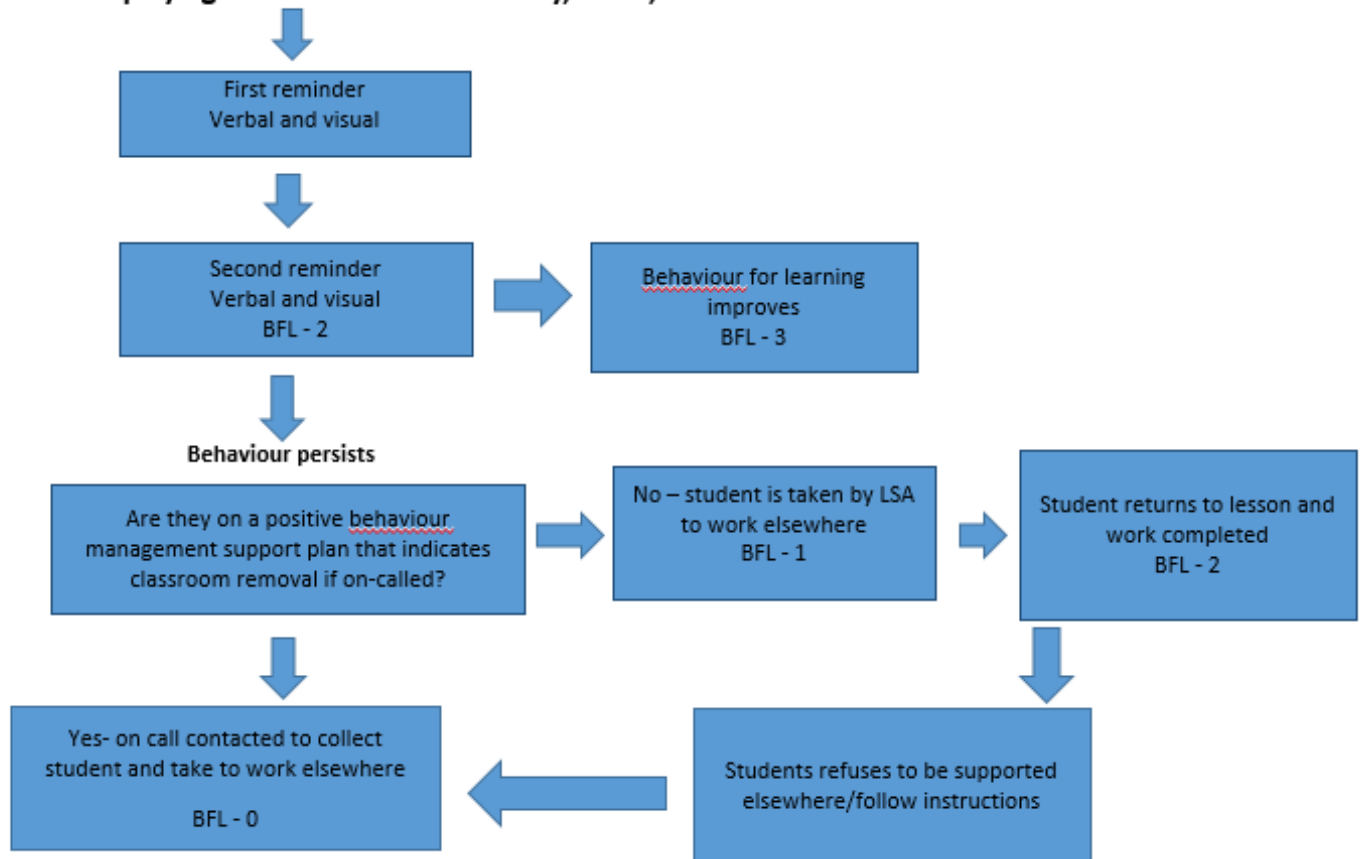 First reminder
Verbal and visual
Second reminder
Verbal and visual
BFL - 2
Behaviour for learning
improves
BFL - 3
Behaviour persists
Are they on a positive behaviour
management support plan that indicates
classroom removal if on-called?
No – student is taken by LSA
to work elsewhere
BFL - 1
Student returns to lesson and
work completed
BFL - 2
Yes- on call contacted to collect
student and take to work elsewhere
BFL - 0
Students refuses to be supported
elsewhere/follow instructions